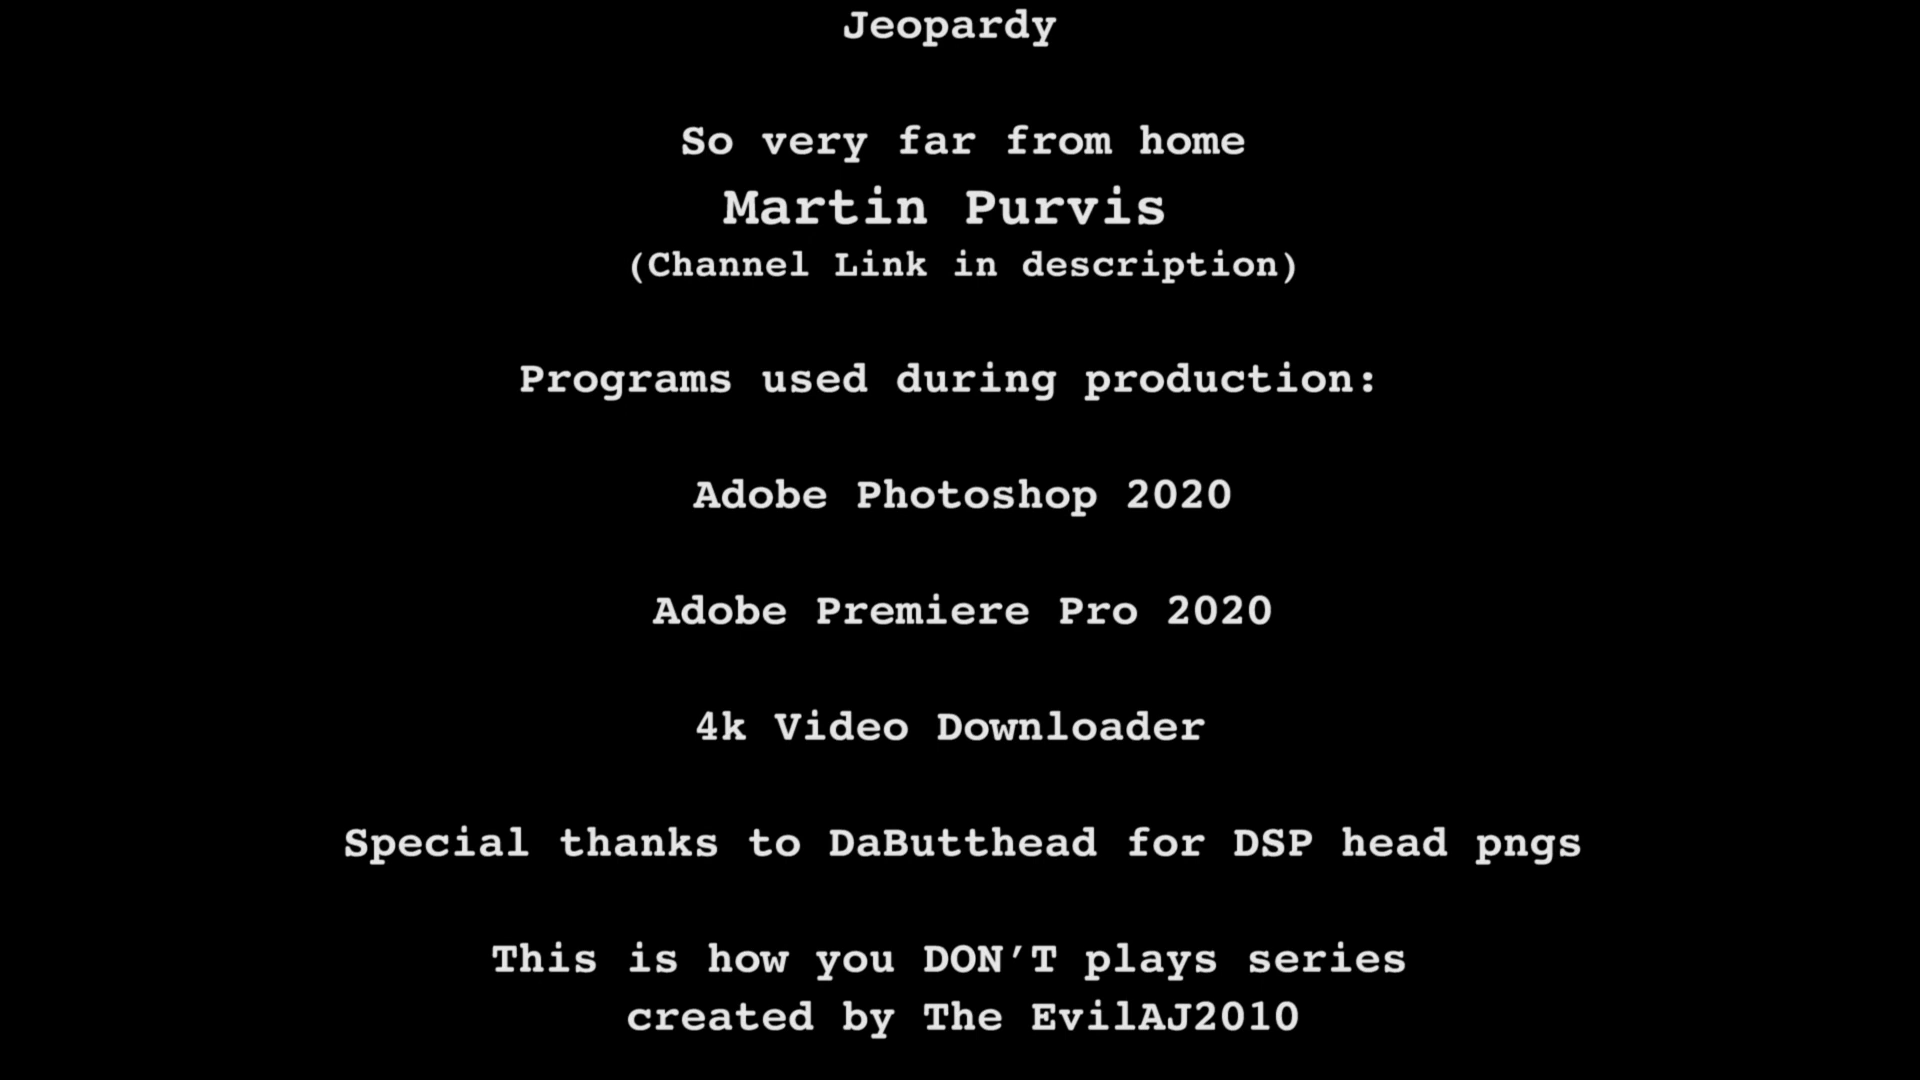 Jeopardy
So very far from home
Martin Purvis
(Channel Link in description)
Programs used during production:
Adobe Photoshop 2020
Adobe Premiere Pro 2020
4k Video Downloader
Special thanks to DaButthead for DSP head pngs
This is how you DON’T plays series
created by The EvilAJ2010